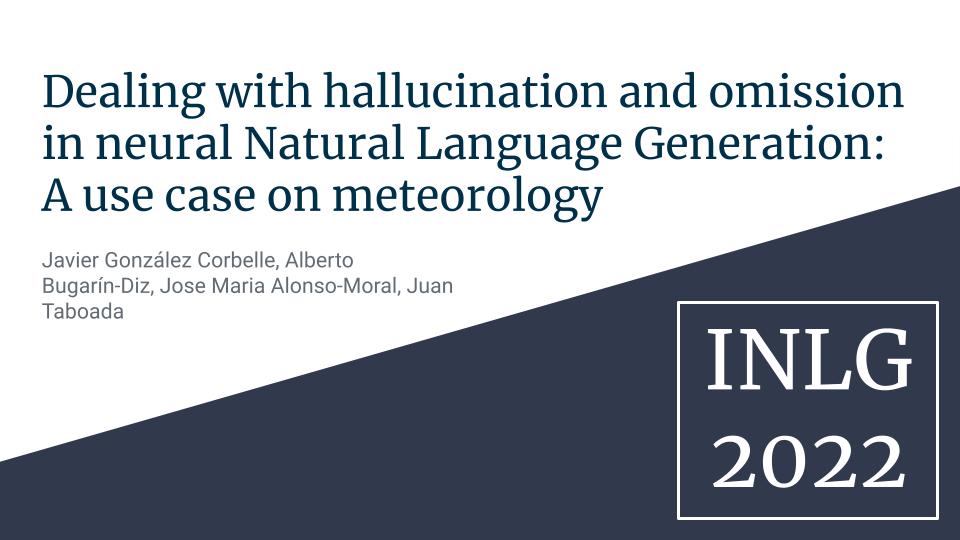 Dealing with hallucination and omission
in neural Natural Language Generation:
A use case on meteorology
Javier González Corbelle, Alberto
Bugarín-Diz, Jose Maria Alonso-Moral, Juan
Taboada
INLG
2022